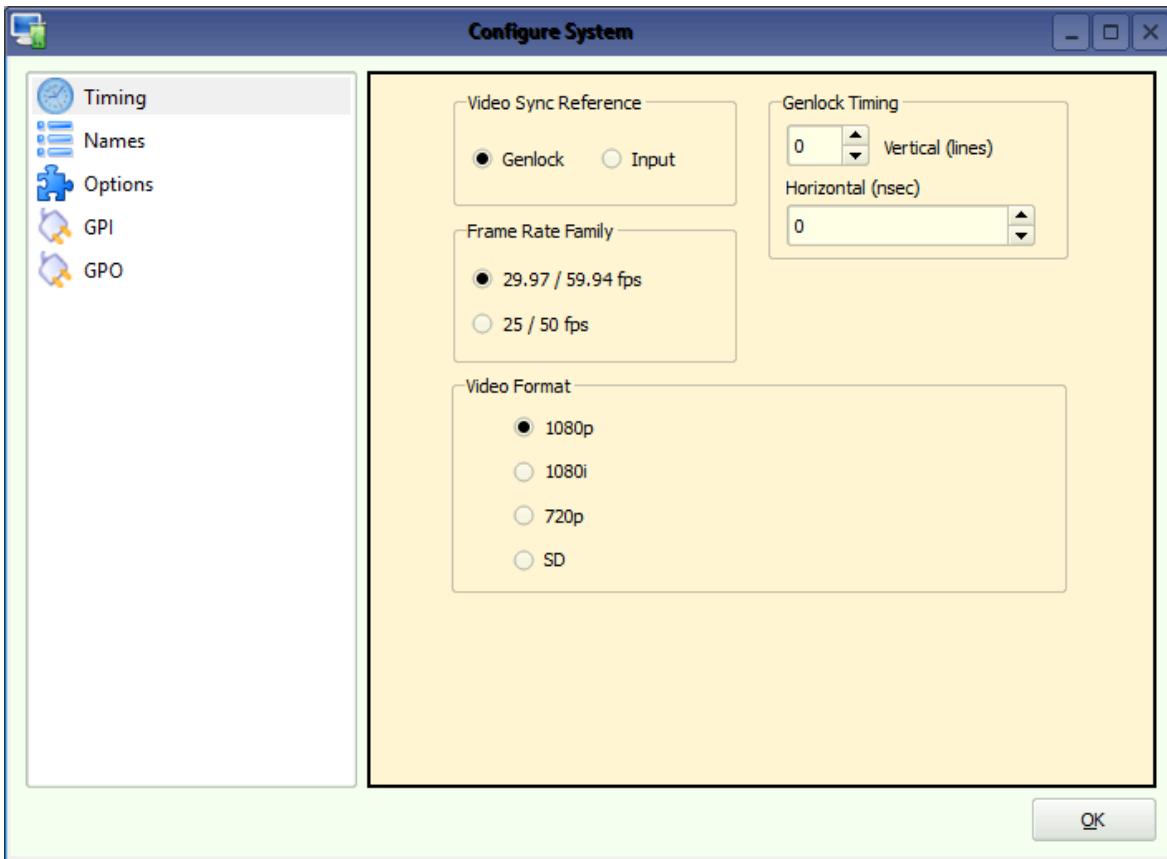 Configure System
Timing
Names
Options
GPI
GPO
Video Sync Reference
Genlock Input
Genlock Timing
0 Vertical (lines)
Horizontal (nsec)
0
Frame Rate Family
29.97 / 59.94 fps
25 / 50 fps
Video Format
1080p
1080i
720p
SD
OK